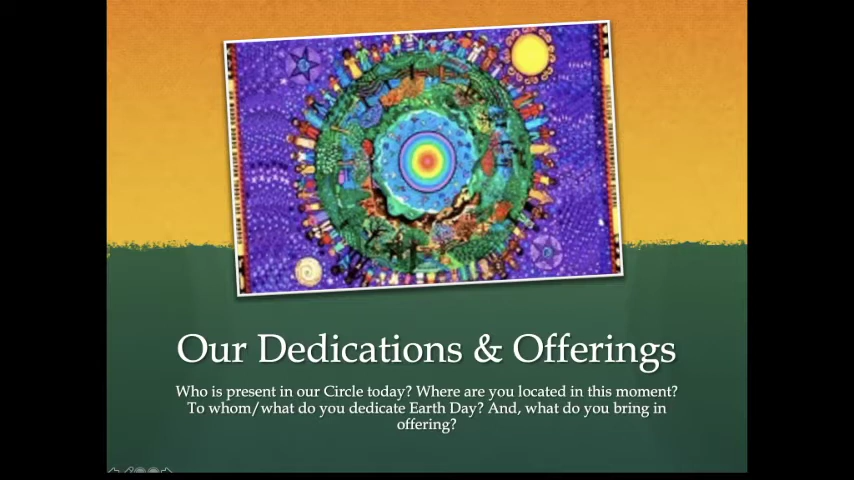 Our Dedications & Offerings
Who is present in our Circle today? Where are you located in this moment?
To whom/what do you dedicate Earth Day? And, what do you bring in
offering?